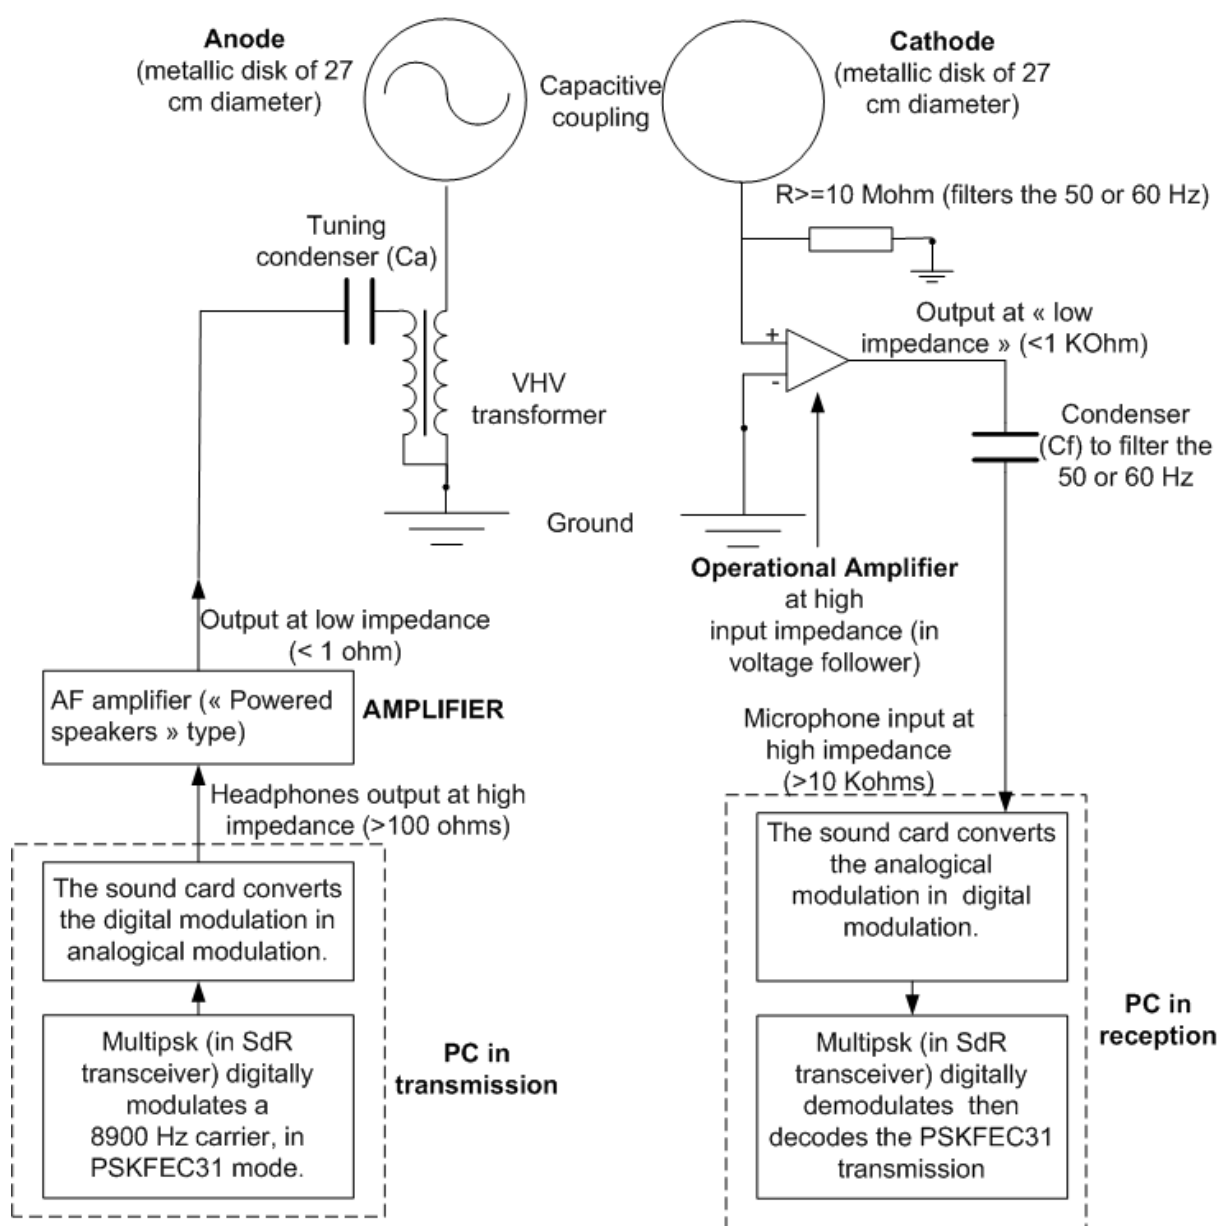 Anode
(metallic disk of 27
cm diameter)
Capacitive
coupling
Cathode
(metallic disk of 27
cm diameter)
R>=10 Mohm (filters the 50 or 60 Hz)
Tuning
condenser (Ca)
VHV
transformer
Ground
+
-
Output at « low
impedance » (<1 KOhm)
Condenser
(Cf) to filter the
50 or 60 Hz
Operational Amplifier
at high
input impedance (in
voltage follower)
Output at low impedance
(< 1 ohm)
AF amplifier (« Powered
speakers » type)
AMPLIFIER
Headphones output at high
impedance (>100 ohms)
The sound card converts
the digital modulation in
analogical modulation.
Multipsk (in SdR
transceiver) digitally
modulates a
8900 Hz carrier, in
PSKFEC31 mode.
PC in
transmission
Microphone input at
high impedance
(>10 Kohms)
The sound card converts
the analogical
modulation in digital
modulation.
Multipsk (in SdR
transceiver) digitally
demodulates then
decodes the PSKFEC31
transmission
PC in
reception